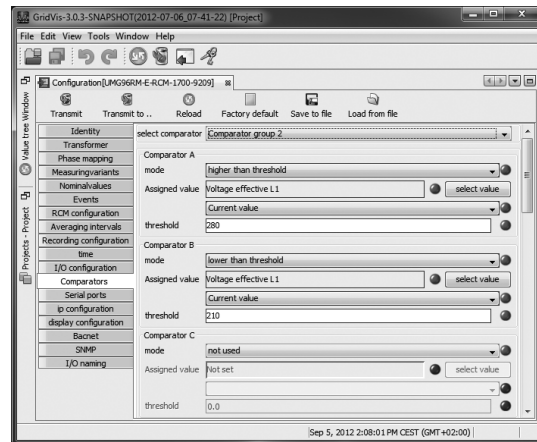 GridVis-3.0.3-SNAPSHOT(2012-07-06_07-41-22) [Project]
File Edit View Tools Window Help
Configuration[UMG96RM-E-RCM-1700-9209]
Transmit Transmit to .. Reload Factory default Save to file Load from file
Value tree Window
Projects - Project
Identity
Transformer
Phase mapping
Measuringvariants
Nominalvalues
Events
RCM configuration
Averaging intervals
Recording configuration
time
I/O configuration
Comparators
Serial ports
ip configuration
display configuration
Bacnet
SNMP
I/O naming
select comparator Comparator group 2
Comparator A
mode higher than threshold
Assigned value Voltage effective L1 select value
Current value
threshold 280
Comparator B
mode lower than threshold
Assigned value Voltage effective L1 select value
Current value
threshold 210
Comparator C
mode not used
Assigned value Not set select value
threshold 0.0
Sep 5, 2012 2:08:01 PM CEST (GMT+02:00)